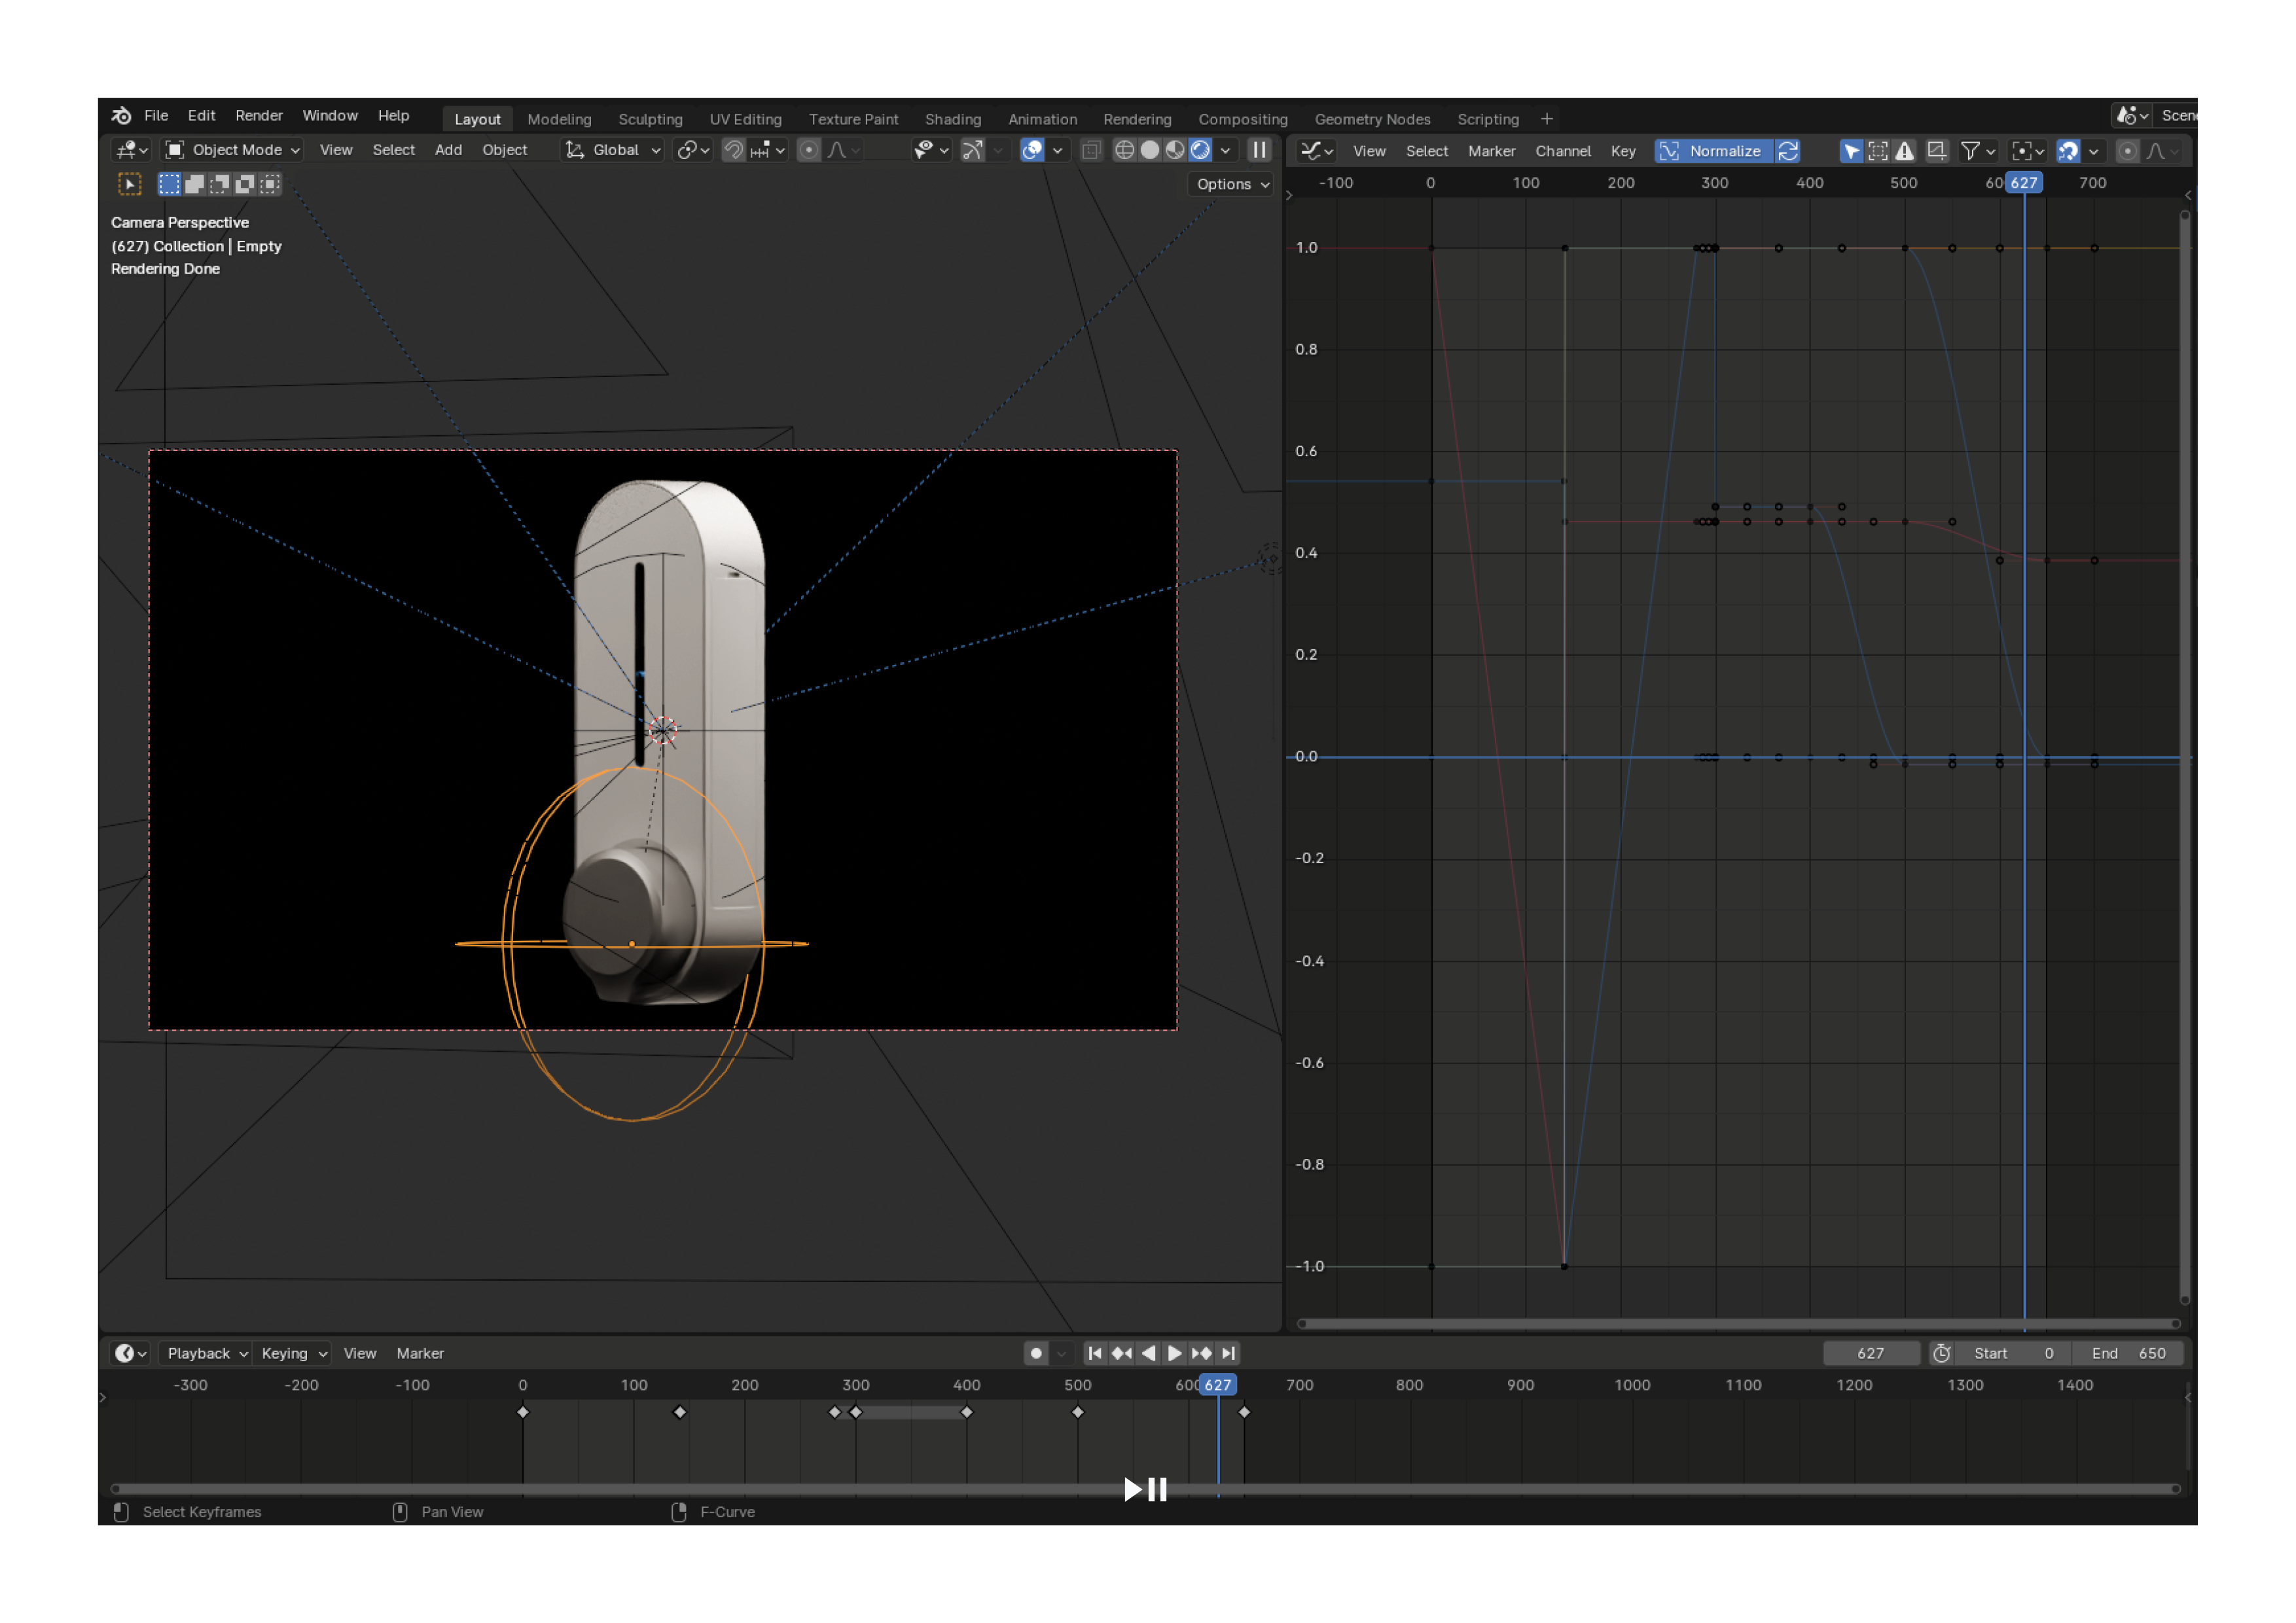 File Edit Render Window Help Layout Modeling Sculpting UV Editing Texture Paint Shading Animation Rendering Compositing Geometry Nodes Scripting +
Object Mode View Select Add Object Global
View Select Marker Channel Key Normalize
Options
-100 0 100 200 300 400 500 627 700
Camera Perspective
(627) Collection | Empty
Rendering Done
1.0
0.8
0.6
0.4
0.2
0.0
-0.2
-0.4
-0.6
-0.8
-1.0
Playback Keying View Marker
627 Start 0 End 650
-300 -200 -100 0 100 200 300 400 500 627 700 800 900 1000 1100 1200 1300 1400
Select Keyframes Pan View F-Curve